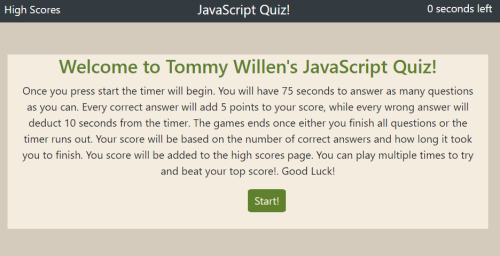 High Scores
JavaScript Quiz!
0 seconds left
Welcome to Tommy Willen's JavaScript Quiz!
Once you press start the timer will begin. You will have 75 seconds to answer as many questions
as you can. Every correct answer will add 5 points to your score, while every wrong answer will
deduct 10 seconds from the timer. The games ends once either you finish all questions or the
timer runs out. Your score will be based on the number of correct answers and how long it took
you to finish. You score will be added to the high scores page. You can play multiple times to try
and beat your top score!. Good Luck!
Start!